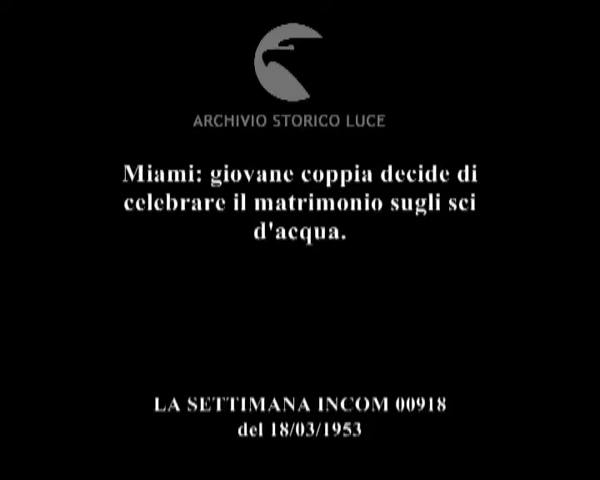 ARCHIVIO STORICO LUCE
Miami: giovane coppia decide di
celebrare il matrimonio sugli sci
d'acqua.
LA SETTIMANA INCOM 00918
del 18/03/1953